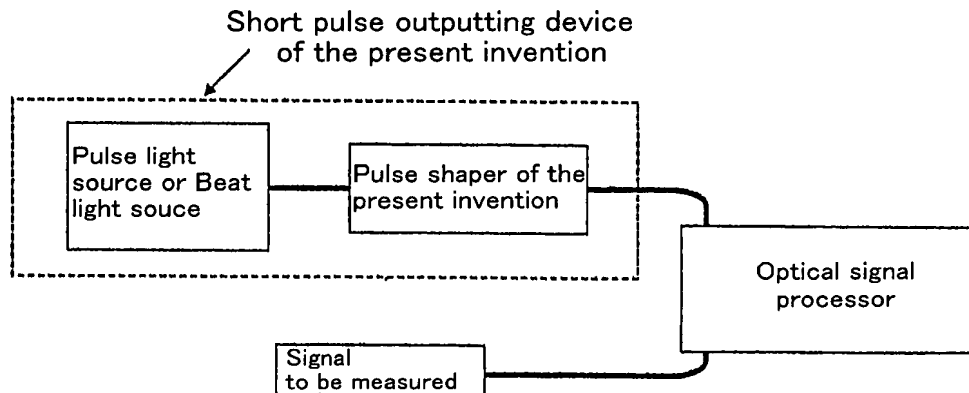 Short pulse outputting device
of the present invention
Pulse light
source or Beat
light souce
Pulse shaper of the
present invention
Optical signal
processor
Signal
to be measured